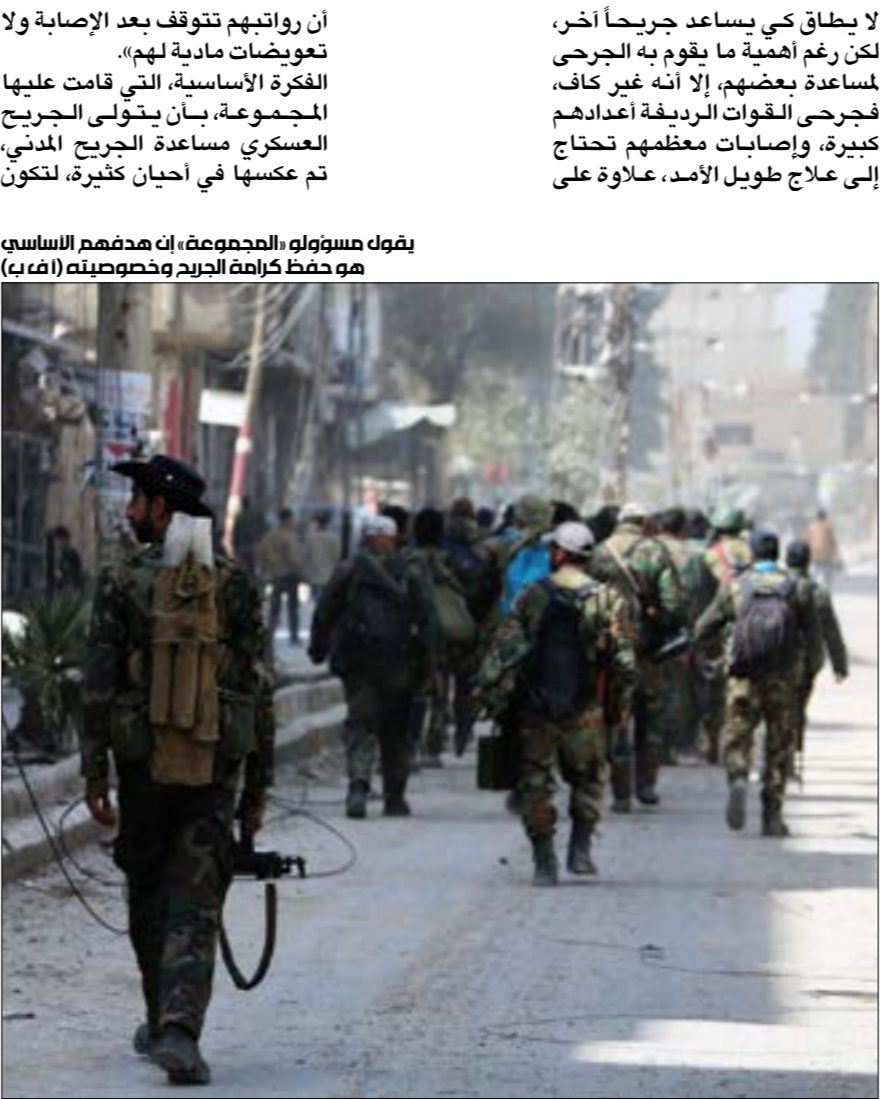 لا يطاق كي يساعد جريحاً آخر،
لكن رغم أهمية ما يقوم به الجرحى
لمساعدة بعضهم، إلا أنه غير كاف،
فجرحى القوات الرديفة أعدادهم
كبيرة، وإصابات معظمهم تحتاج
إلى علاج طويل الأمد، علاوة على
أن رواتبهم تتوقف بعد الإصابة ولا
تعويضات مادية لهم».
الفكرة الأساسية، التي قامت عليها
المجموعة، بأن يتولى الجريح
العسكري مساعدة الجريح المدني،
تم عكسها في أحيان كثيرة، لتكون
يقول مسؤولو «المجموعة» إن هدفهم الأساسي
هو حفظ كرامة الجريح وخصوصيته (أ ف ب)